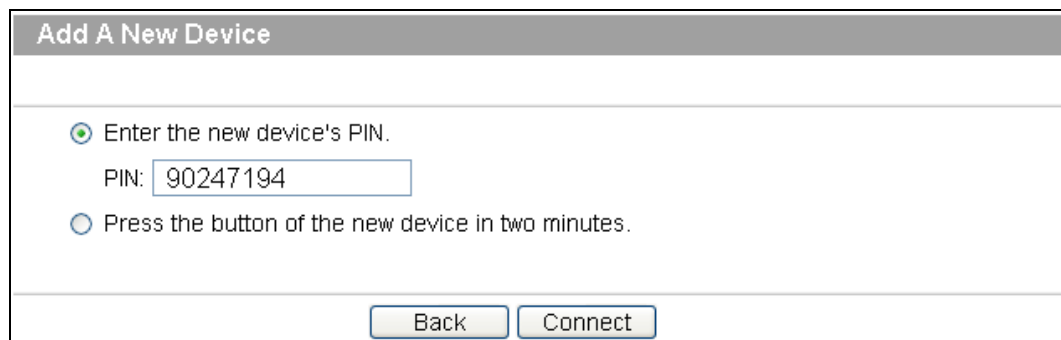 Add A New Device
Enter the new device's PIN.
PIN: 90247194
Press the button of the new device in two minutes.
Back Connect